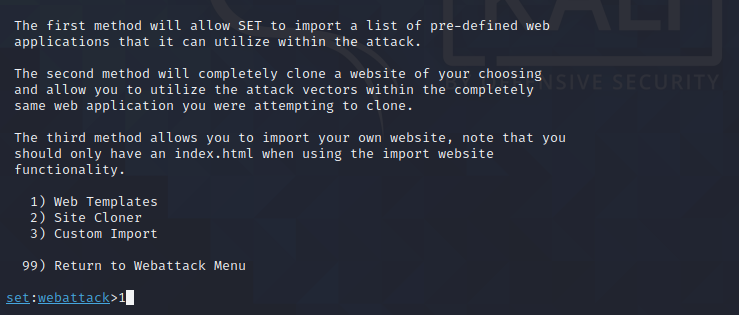 KALI
The first method will allow SET to import a list of pre-defined web
applications that it can utilize within the attack.
The second method will completely clone a website of your choosing
and allow you to utilize the attack vectors within the completely
same web application you were attempting to clone.
The third method allows you to import your own website, note that you
should only have an index.html when using the import website
functionality.
1) Web Templates
2) Site Cloner
3) Custom Import
99) Return to Webattack Menu
set:webattack>1